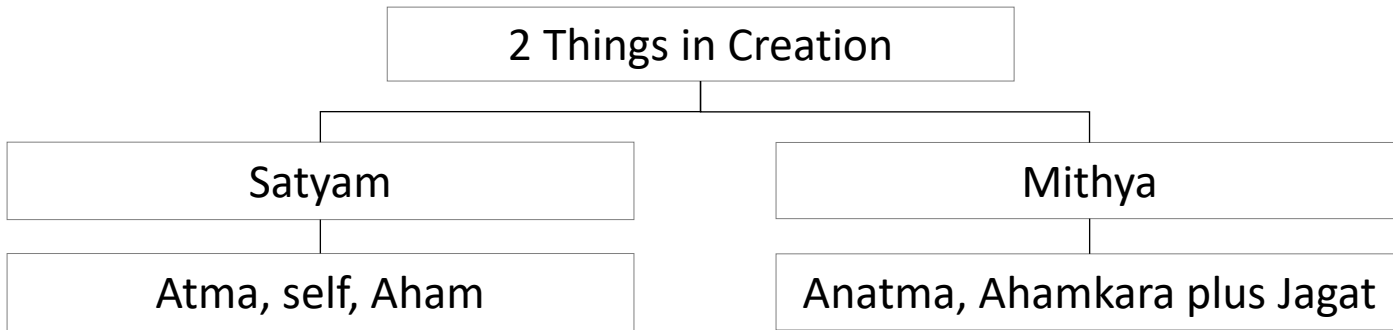 2 Things in Creation
Satyam
Mithya
Atma, self, Aham
Anatma, Ahamkara plus Jagat